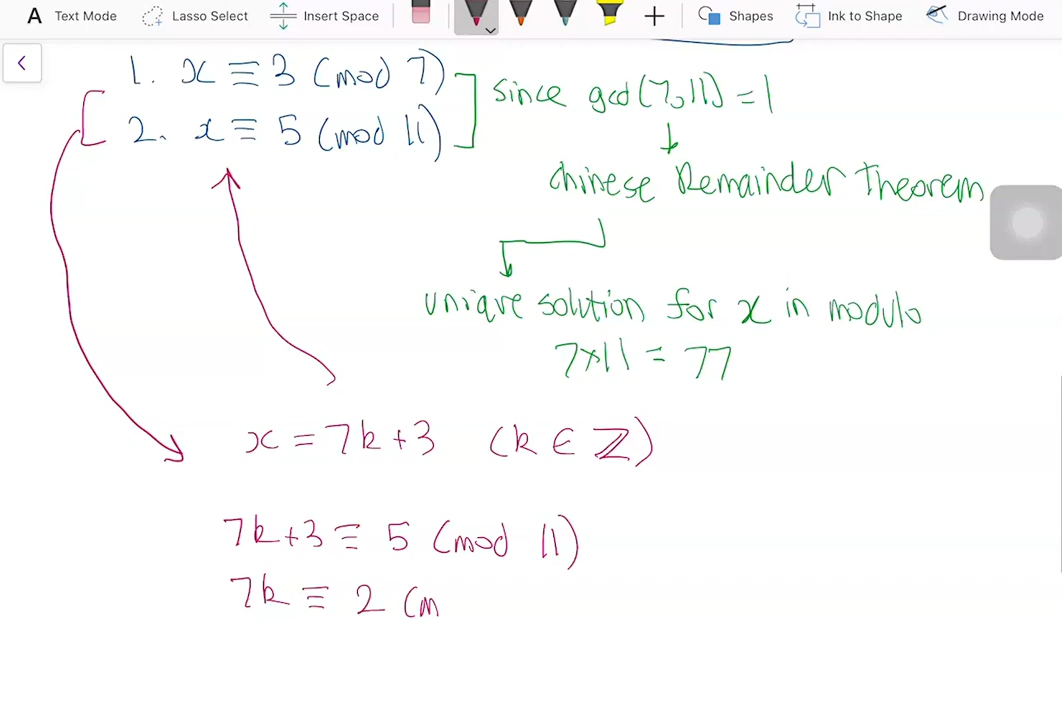 Text Mode Lasso Select Insert Space Shapes Ink to Shape Drawing Mode
1. x ≡ 3 (mod 7)
2. x ≡ 5 (mod 11)
since gcd(7,11) = 1
Chinese Remainder Theorem
unique solution for x in modulo
7×11 = 77
x = 7k+3 (k ∈ ℤ)
7k+3 ≡ 5 (mod 11)
7k ≡ 2 (m